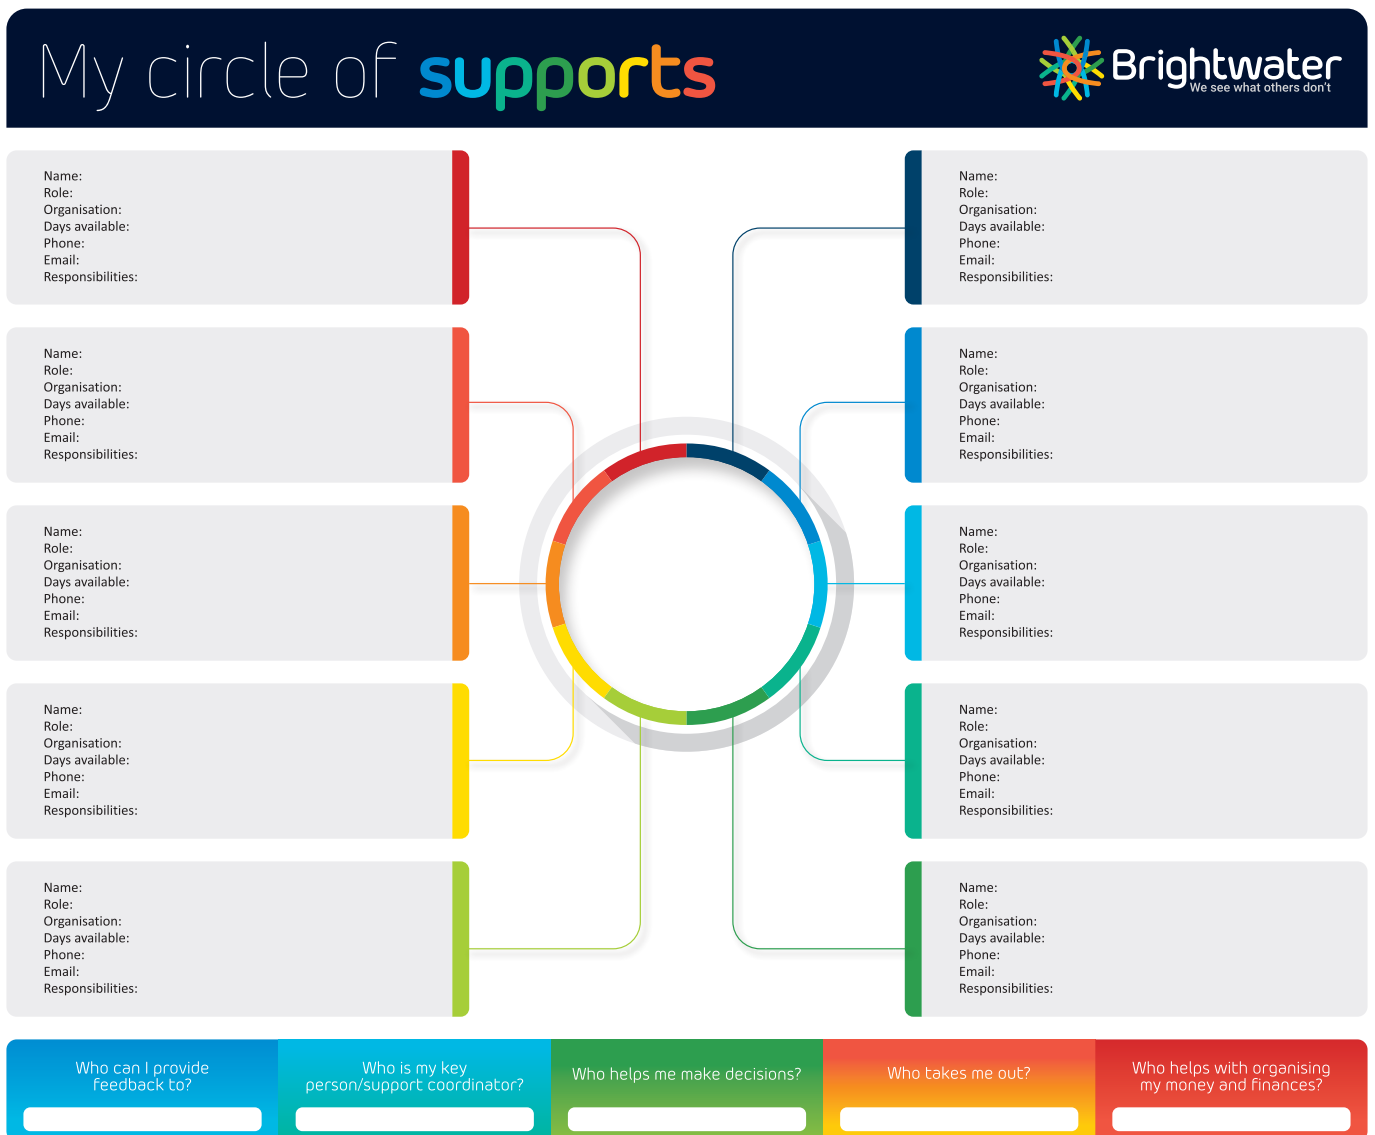 My circle of supports
Brightwater
We see what others don't
Name:
Role:
Organisation:
Days available:
Phone:
Email:
Responsibilities:
Name:
Role:
Organisation:
Days available:
Phone:
Email:
Responsibilities:
Name:
Role:
Organisation:
Days available:
Phone:
Email:
Responsibilities:
Name:
Role:
Organisation:
Days available:
Phone:
Email:
Responsibilities:
Name:
Role:
Organisation:
Days available:
Phone:
Email:
Responsibilities:
Name:
Role:
Organisation:
Days available:
Phone:
Email:
Responsibilities:
Name:
Role:
Organisation:
Days available:
Phone:
Email:
Responsibilities:
Name:
Role:
Organisation:
Days available:
Phone:
Email:
Responsibilities:
Name:
Role:
Organisation:
Days available:
Phone:
Email:
Responsibilities:
Name:
Role:
Organisation:
Days available:
Phone:
Email:
Responsibilities:
Who can I provide
feedback to?
Who is my key
person/support coordinator?
Who helps me make decisions?
Who takes me out?
Who helps with organising
my money and finances?